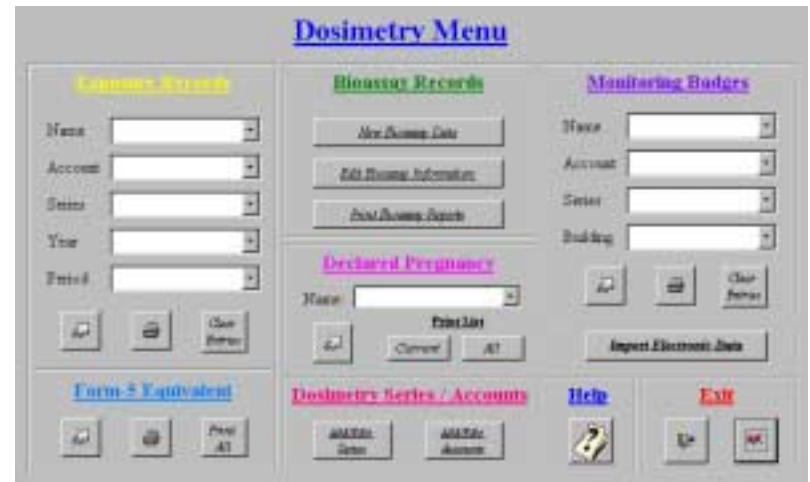 Dosimetry Menu
Exposure Records
Name
Account
Series
Year
Period
Clear Entries
Form-5 Equivalent
Print All
Bioassay Records
New Bioassay Data
Edit Bioassay Information
Print Bioassay Reports
Declared Pregnancy
Name
Print List
Current
All
Dosimetry Series / Accounts
Add/Edit Series
Add/Edit Accounts
Monitoring Badges
Name
Account
Series
Building
Clear Entries
Import Electronic Data
Help
Exit